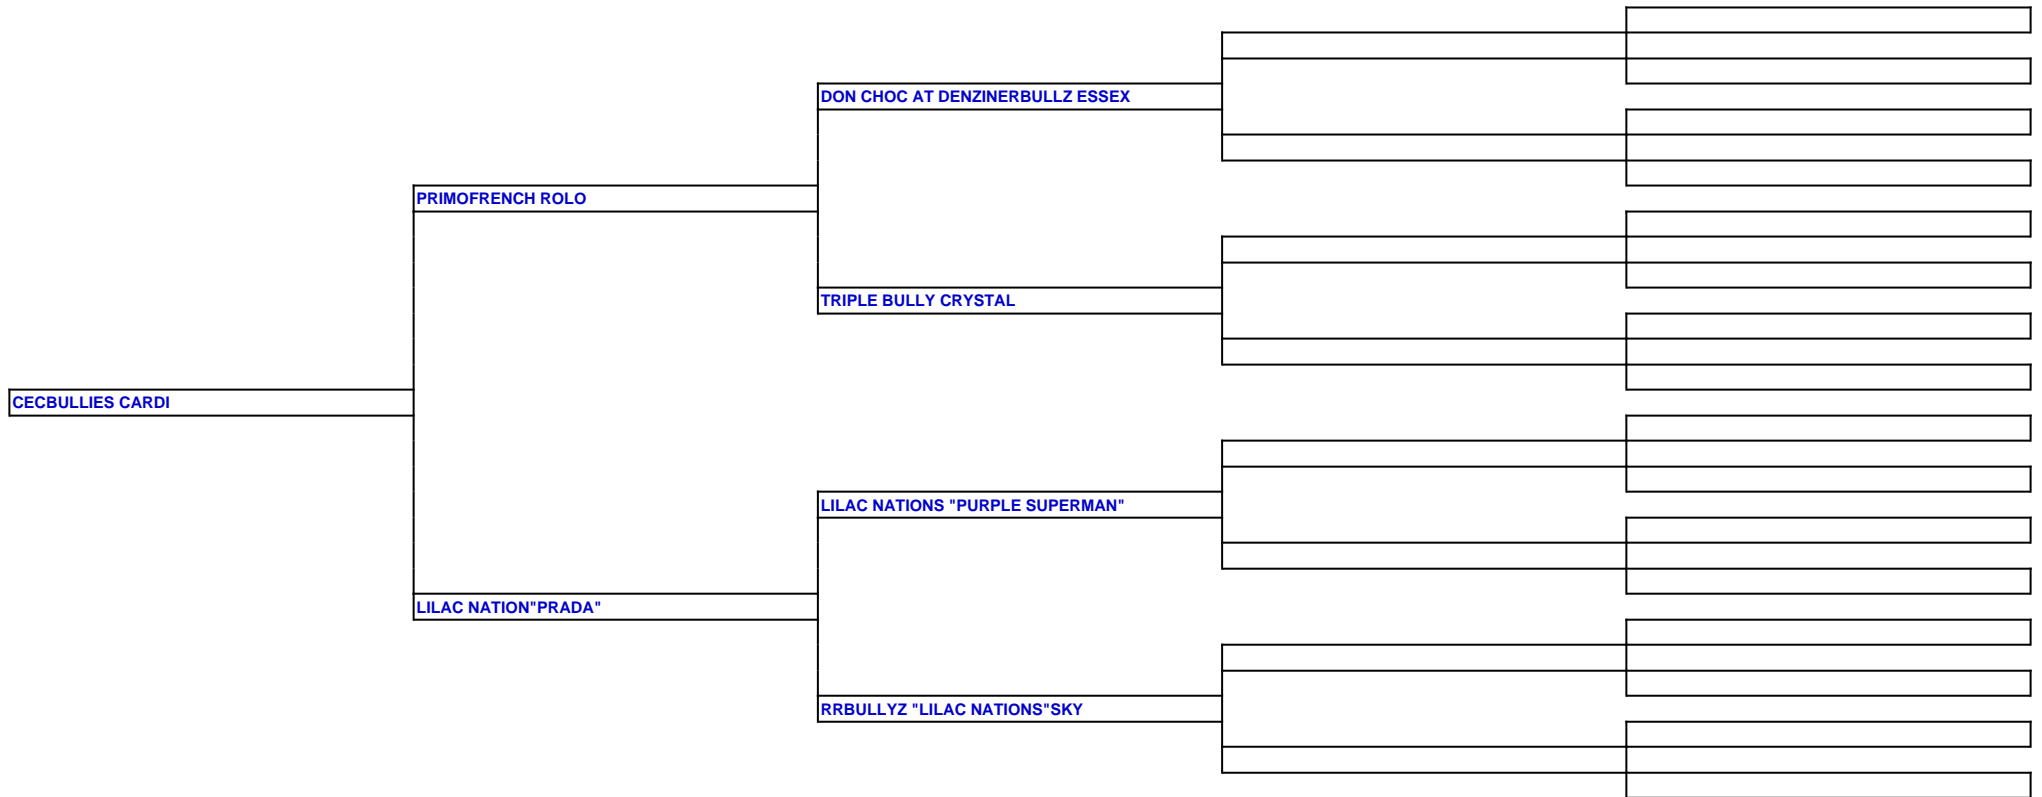 DON CHOC AT DENZINERBULLZ ESSEX
PRIMOFRENCH ROLO
TRIPLE BULLY CRYSTAL
CECBULLIES CARDI
LILAC NATIONS "PURPLE SUPERMAN"
LILAC NATION"PRADA"
RRBULLYZ "LILAC NATIONS"SKY